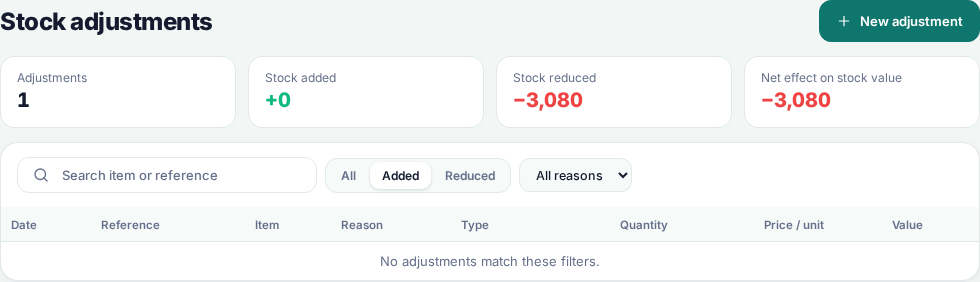 Stock adjustments
+ New adjustment
Adjustments
1
Stock added
+0
Stock reduced
−3,080
Net effect on stock value
−3,080
Search item or reference
All Added Reduced
All reasons
Date Reference Item Reason Type Quantity Price / unit Value
No adjustments match these filters.